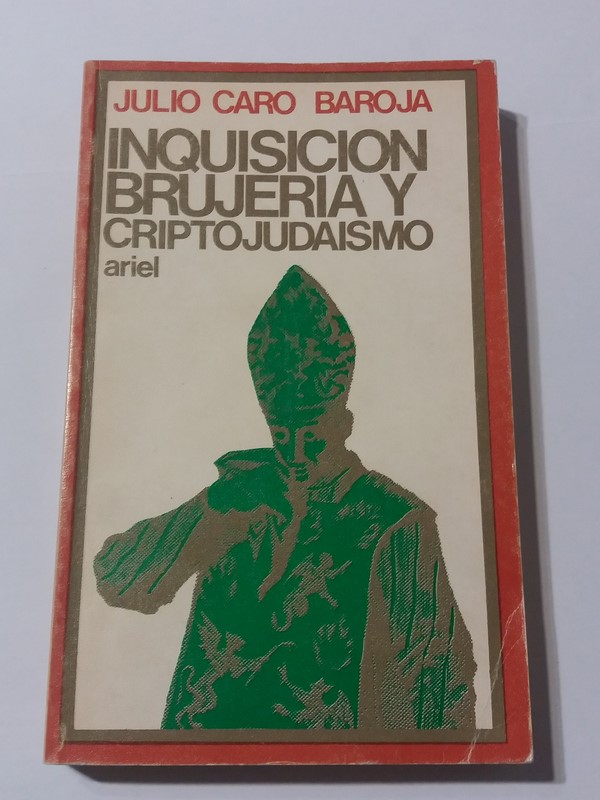 JULIO CARO BAROJA
INQUISICION
BRUJERIA Y
CRIPTOJUDAISMO
ariel